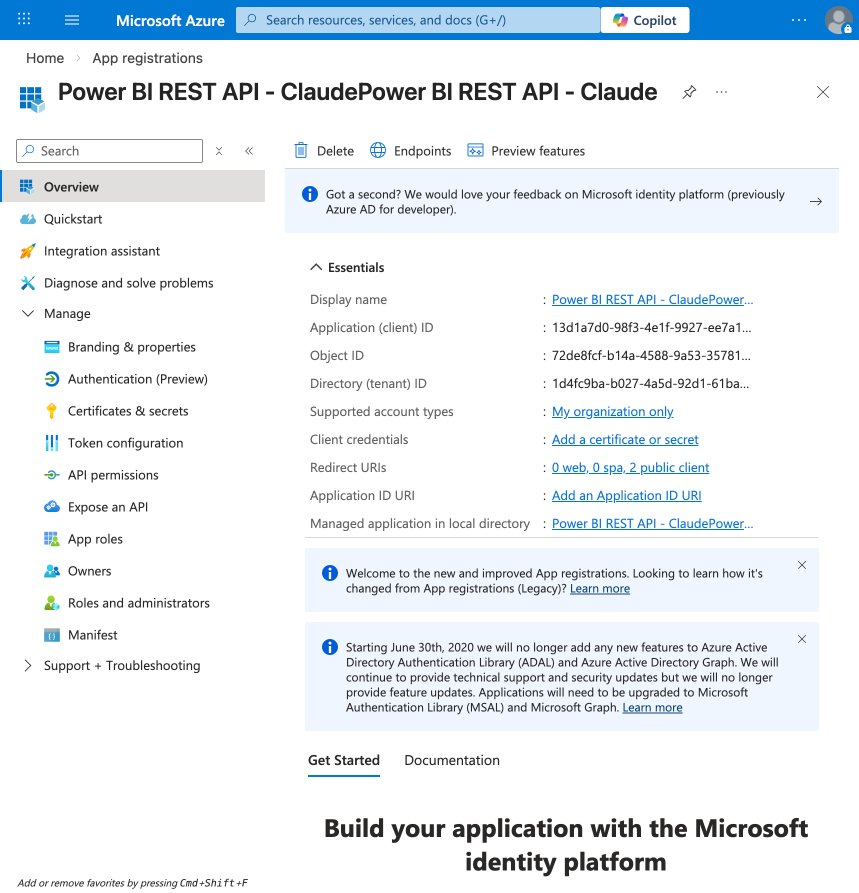 Microsoft Azure
Search resources, services, and docs (G+/)
Copilot
Home
App registrations
Power BI REST API - ClaudePower BI REST API - Claude
Search
Overview
Quickstart
Integration assistant
Diagnose and solve problems
Manage
Branding & properties
Authentication (Preview)
Certificates & secrets
Token configuration
API permissions
Expose an API
App roles
Owners
Roles and administrators
Manifest
Support + Troubleshooting
Add or remove favorites by pressing Cmd+Shift+F
Delete
Endpoints
Preview features
Got a second? We would love your feedback on Microsoft identity platform (previously
Azure AD for developer).
Essentials
Display name : Power BI REST API - ClaudePower...
Application (client) ID : 13d1a7d0-98f3-4e1f-9927-ee7a1...
Object ID : 72de8fcf-b14a-4588-9a53-35781...
Directory (tenant) ID : 1d4fc9ba-b027-4a5d-92d1-61ba...
Supported account types : My organization only
Client credentials : Add a certificate or secret
Redirect URIs : 0 web, 0 spa, 2 public client
Application ID URI : Add an Application ID URI
Managed application in local directory : Power BI REST API - ClaudePower...
Welcome to the new and improved App registrations. Looking to learn how it's
changed from App registrations (Legacy)? Learn more
Starting June 30th, 2020 we will no longer add any new features to Azure Active
Directory Authentication Library (ADAL) and Azure Active Directory Graph. We will
continue to provide technical support and security updates but we will no longer
provide feature updates. Applications will need to be upgraded to Microsoft
Authentication Library (MSAL) and Microsoft Graph. Learn more
Get Started
Documentation
Build your application with the Microsoft
identity platform